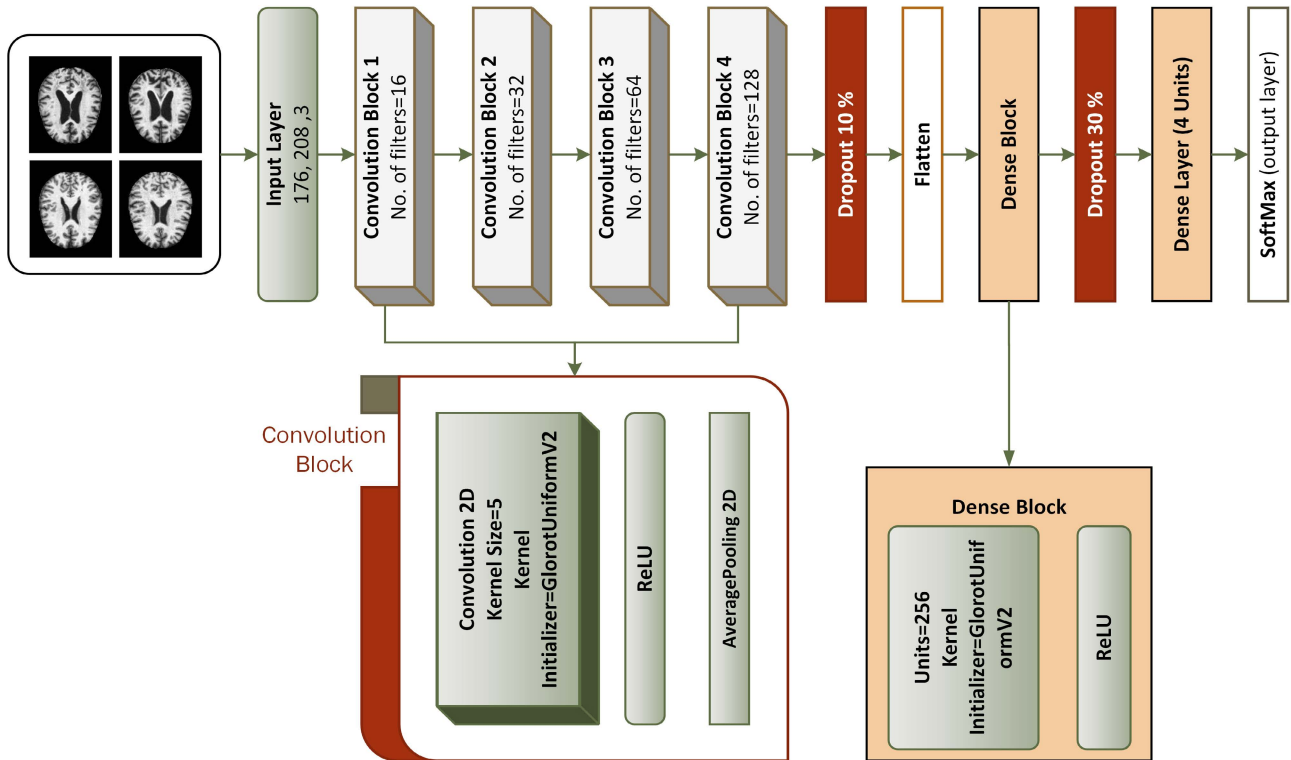 Input Layer
176, 208 ,3
Convolution Block 1
No. of filters=16
Convolution Block 2
No. of filters=32
Convolution Block 3
No. of filters=64
Convolution Block 4
No. of filters=128
Dropout 10 %
Flatten
Dense Block
Dropout 30 %
Dense Layer (4 Units)
SoftMax (output layer)
Convolution
Block
Convolution 2D
Kernel Size=5
Kernel
Initializer=GlorotUniformV2
ReLU
AveragePooling 2D
Dense Block
Units=256
Kernel
Initializer=GlorotUnif
ormV2
ReLU